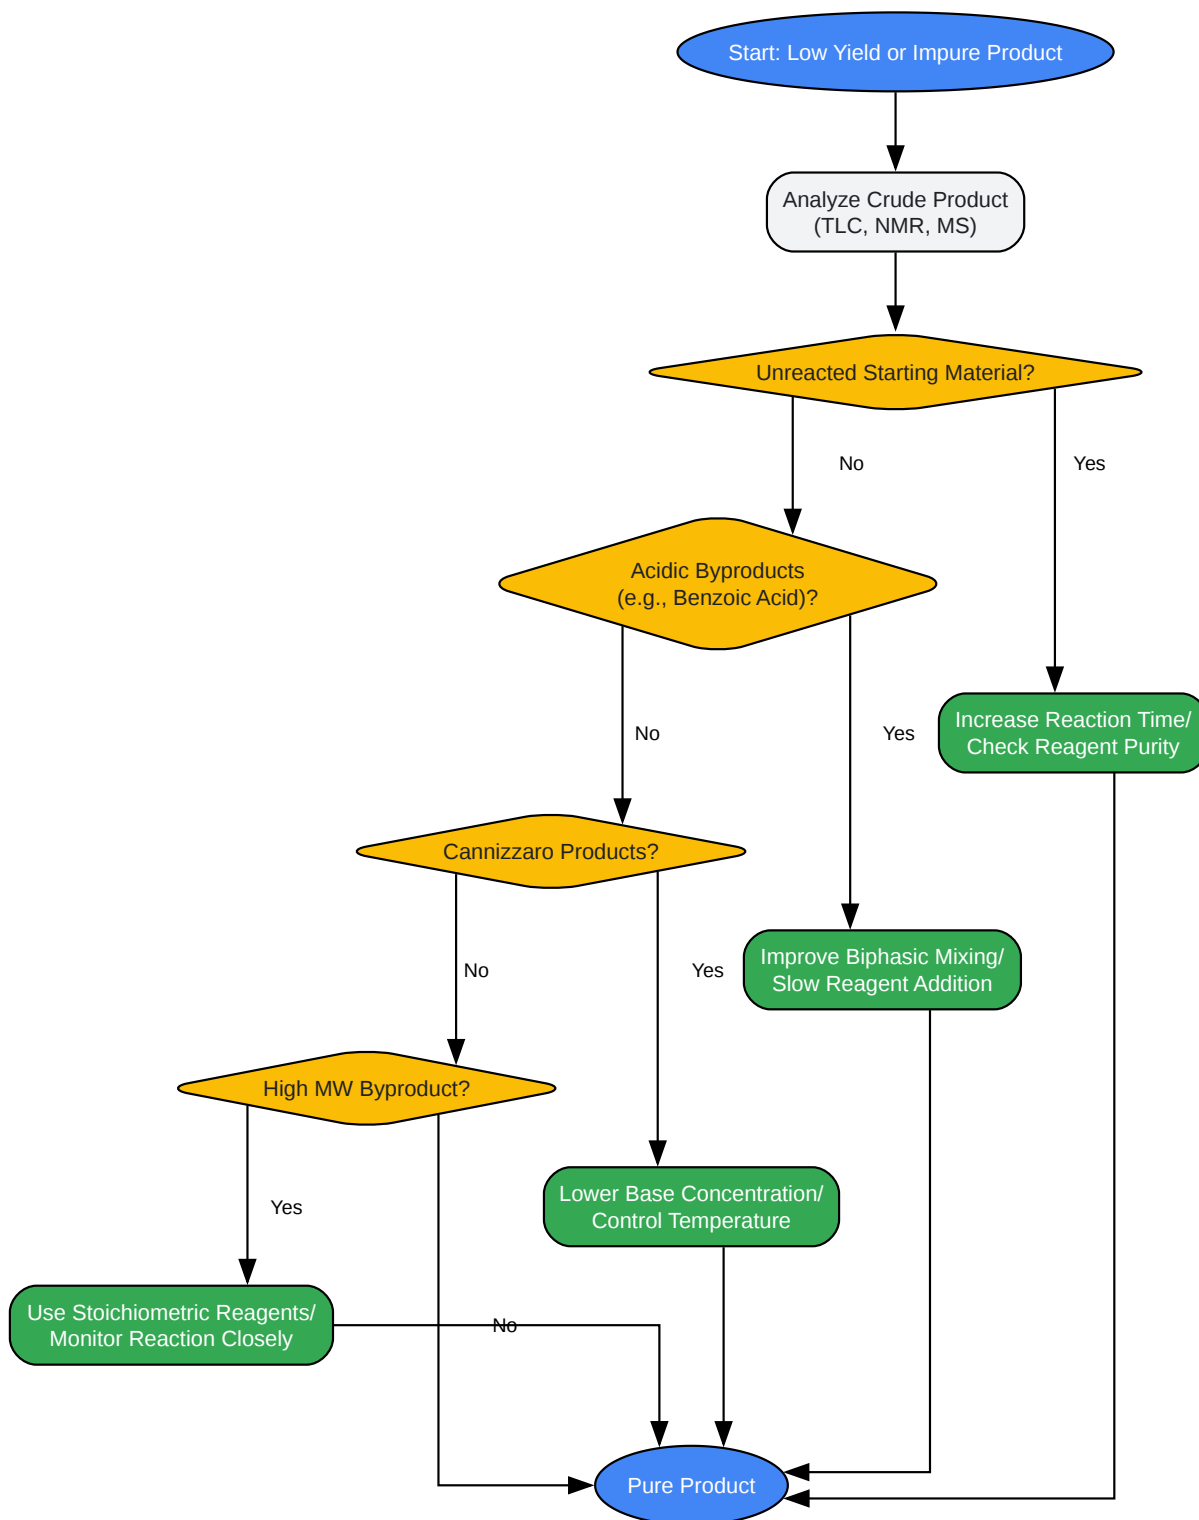 Start: Low Yield or Impure Product
Analyze Crude Product
(TLC, NMR, MS)
Unreacted Starting Material?
No
Yes
Acidic Byproducts
(e.g., Benzoic Acid)?
No
Yes
Increase Reaction Time/
Check Reagent Purity
Cannizzaro Products?
No
Yes
Improve Biphasic Mixing/
Slow Reagent Addition
High MW Byproduct?
Yes
Lower Base Concentration/
Control Temperature
Use Stoichiometric Reagents/
Monitor Reaction Closely
No
Pure Product